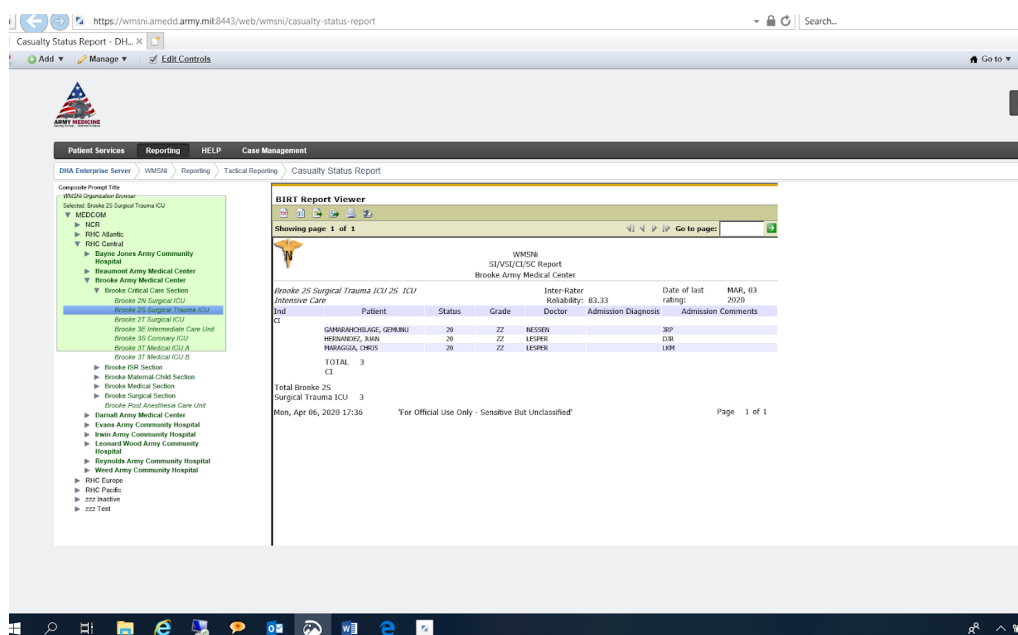 https://wmsni.amedd.army.mil:8443/web/wmsni/casualty-status-report
Search...
Casualty Status Report - DH...
Add Manage Edit Controls Go to
ARMY MEDICINE
Patient Services Reporting HELP Case Management
DHA Enterprise Server WMSNi Reporting Tactical Reporting Casualty Status Report
Composite Prompt Title
WMSNi Organization Browser
Selected: Brooke 2S Surgical Trauma ICU
MEDCOM
NCR
RHC Atlantic
RHC Central
Bayne Jones Army Community
Hospital
Beaumont Army Medical Center
Brooke Army Medical Center
Brooke Critical Care Section
Brooke 2N Surgical ICU
Brooke 2S Surgical Trauma ICU
Brooke 2T Surgical ICU
Brooke 3E Intermediate Care Unit
Brooke 3S Coronary ICU
Brooke 3T Medical ICU A
Brooke 3T Medical ICU B
Brooke ISR Section
Brooke Maternal-Child Section
Brooke Medical Section
Brooke Surgical Section
Brooke Post Anesthesia Care Unit
Darnall Army Medical Center
Evans Army Community Hospital
Irwin Army Community Hospital
Leonard Wood Army Community
Hospital
Reynolds Army Community Hospital
Weed Army Community Hospital
RHC Europe
RHC Pacific
zzz Inactive
zzz Test
BIRT Report Viewer
Showing page 1 of 1 Go to page:
N
WMSNi
SI/VSI/CI/SC Report
Brooke Army Medical Center
Brooke 2S Surgical Trauma ICU 2S ICU Inter-Rater Date of last MAR, 03
Intensive Care Reliability: 83.33 rating: 2020
Ind Patient Status Grade Doctor Admission Diagnosis Admission Comments
CI
GAMARAHCHILAGE, GEMUNU 20 ZZ NESSEN JRP
HERNANDEZ, JUAN 20 ZZ LESPER DJR
MARAGGIA, CHRIS 20 ZZ LESPER LKM
TOTAL 3
CI
Total Brooke 2S
Surgical Trauma ICU 3
Mon, Apr 06, 2020 17:36 'For Official Use Only - Sensitive But Unclassified' Page 1 of 1